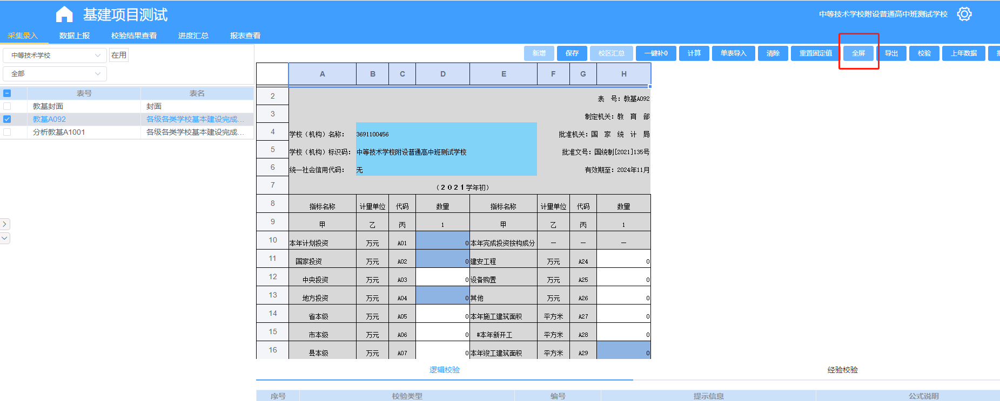 基建项目测试
中等技术学校附设普通高中班测试学校
采集录入 数据上报 校验结果查看 进度汇总 报表查看
中等技术学校 在用
全部
新增 保存 校区汇总 一键补0 计算 单表导入 清除 重置固定值 全屏 导出 校验 上年数据
表号 表名
教基封面 封面
教基A092 各级各类学校基本建设完成...
分析教基A1001 各级各类学校基本建设完成...
A B C D E F G H
2 表 号：教基A092
3 制定机关：教 育 部
4 学校（机构）名称： 3691100456 批准机关：国 家 统 计 局
5 学校（机构）标识码： 中等技术学校附设普通高中班测试学校 批准文号：国统制[2021]135号
6 统一社会信用代码： 无 有效期至：2024年11月
7 （2021学年初）
8 指标名称 计量单位 代码 数量 指标名称 计量单位 代码 数量
9 甲 乙 丙 1 甲 乙 丙 1
10 本年计划投资 万元 A01 0 本年完成投资按构成分 — — —
11 国家投资 万元 A02 0 建安工程 万元 A24 0
12 中央投资 万元 A03 0 设备购置 万元 A25 0
13 地方投资 万元 A04 0 其他 万元 A26 0
14 省本级 万元 A05 0 本年施工建筑面积 平方米 A27 0
15 市本级 万元 A06 0 #本年新开工 平方米 A28 0
16 县本级 万元 A07 0 本年竣工建筑面积 平方米 A29 0
逻辑校验 经验校验
序号 校验类型 编号 提示信息 公式说明